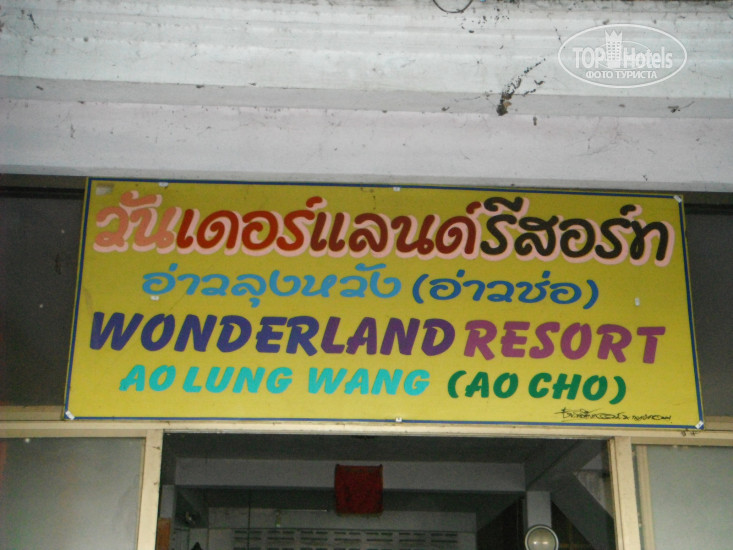 TOP Hotels
ФОТО ТУРИСТА
วันเดอร์แลนด์รีสอร์ท
อ่าวลุงหวัง (อ่าวช่อ)
WONDERLAND RESORT
AO LUNG WANG (AO CHO)